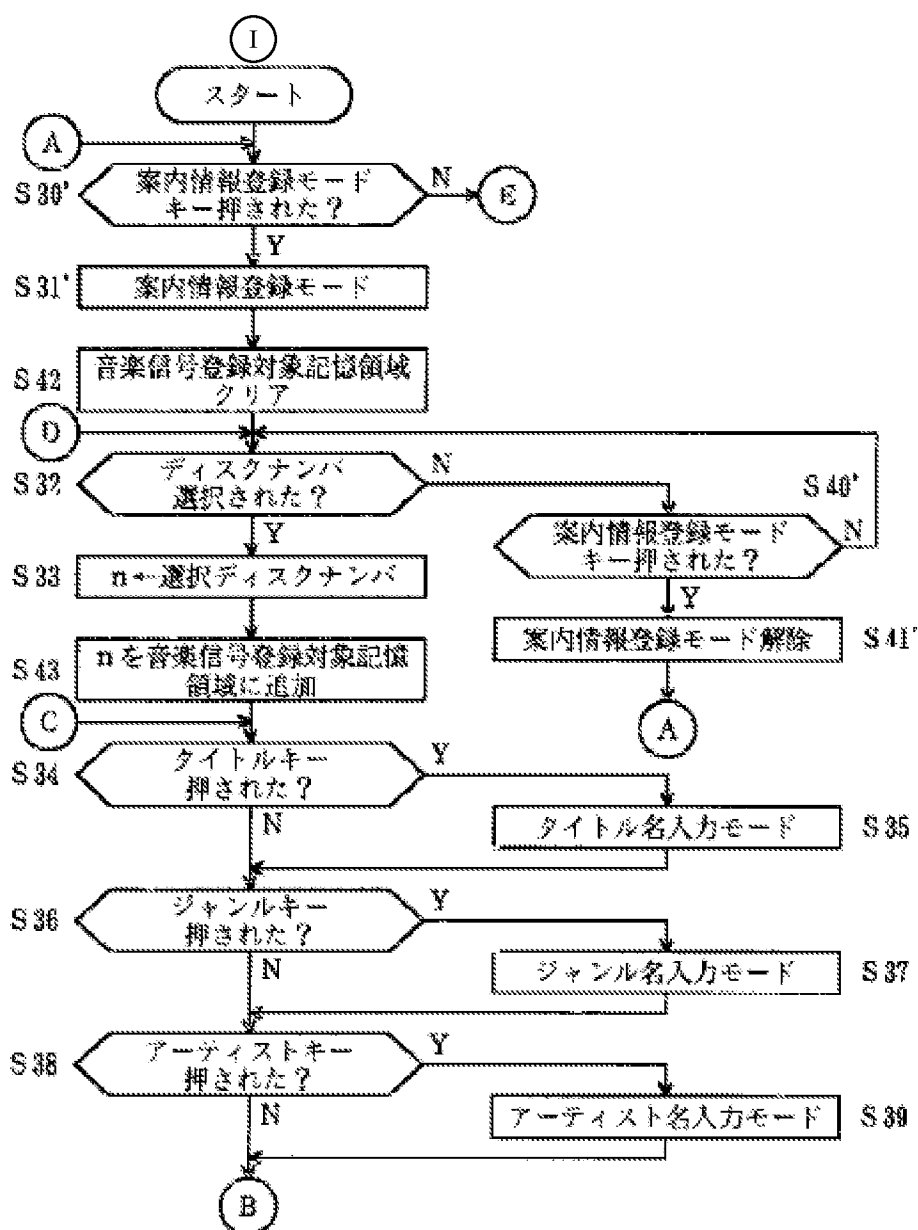 I
スタート
A
S30'
案内情報登録モード
キー押された？
N
E
Y
S31'
案内情報登録モード
S42
音楽信号登録対象記憶領域
クリア
D
S32
ディスクナンバ
選択された？
N
S40'
Y
案内情報登録モード
キー押された？
N
S33
n←選択ディスクナンバ
Y
案内情報登録モード解除
S41'
S43
nを音楽信号登録対象記憶
領域に追加
C
A
S34
タイトルキー
押された？
Y
N
タイトル名入力モード
S35
S36
ジャンルキー
押された？
Y
N
ジャンル名入力モード
S37
S38
アーティストキー
押された？
Y
N
アーティスト名入力モード
S39
B